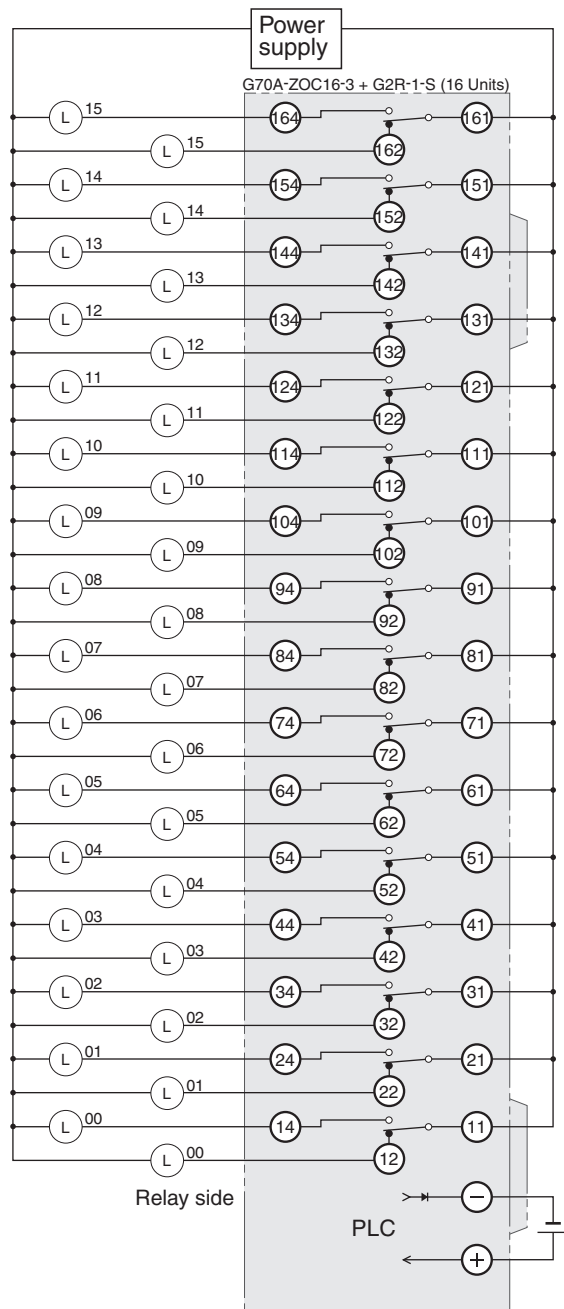 Power
supply
G70A-ZOC16-3 + G2R-1-S (16 Units)
L 15 164 161
L 15 162
L 14 154 151
L 14 152
L 13 144 141
L 13 142
L 12 134 131
L 12 132
L 11 124 121
L 11 122
L 10 114 111
L 10 112
L 09 104 101
L 09 102
L 08 94 91
L 08 92
L 07 84 81
L 07 82
L 06 74 71
L 06 72
L 05 64 61
L 05 62
L 04 54 51
L 04 52
L 03 44 41
L 03 42
L 02 34 31
L 02 32
L 01 24 21
L 01 22
L 00 14 11
L 00 12
Relay side
−
PLC
+